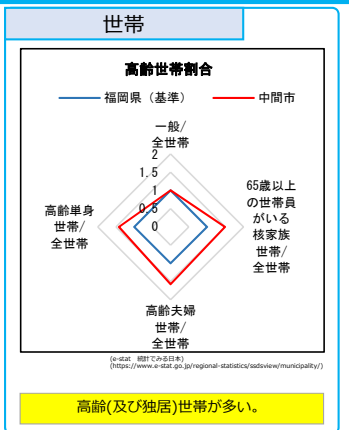 世帯
高齢世帯割合
福岡県（基準） 中間市
一般/
全世帯
2
1.5
1
0.5
0
65歳以上
の世帯員
がいる
核家族
世帯/
全世帯
高齢単身
世帯/
全世帯
高齢夫婦
世帯/
全世帯
(e-stat　統計でみる日本)
(https://www.e-stat.go.jp/regional-statistics/ssdsview/municipality/)
高齢(及び独居)世帯が多い。